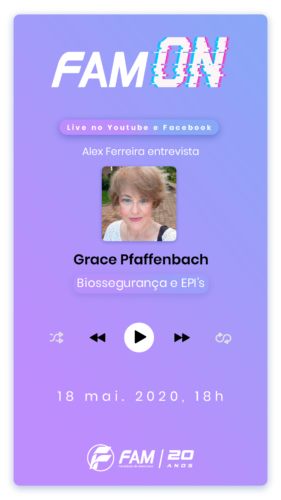 FAM ON
Live no Youtube e Facebook
Alex Ferreira entrevista
Grace Pfaffenbach
Biossegurança e EPI's
18 mai. 2020, 18h
FAM | 20
ANOS